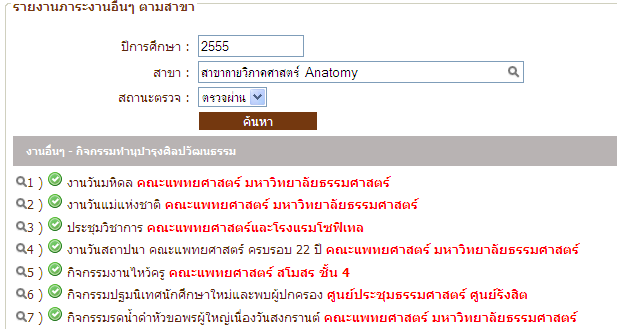 รายงานภาระงานอื่นๆ ตามสาขา
ปีการศึกษา : 2555
สาขา : สาขากายวิภาคศาสตร์ Anatomy
สถานะตรวจ : ตรวจผ่าน
ค้นหา
งานอื่นๆ - กิจกรรมทำนุบำรุงศิลปวัฒนธรรม
1 ) งานวันมหิดล คณะแพทยศาสตร์ มหาวิทยาลัยธรรมศาสตร์
2 ) งานวันแม่แห่งชาติ คณะแพทยศาสตร์ มหาวิทยาลัยธรรมศาสตร์
3 ) ประชุมวิชาการ คณะแพทยศาสตร์และโรงแรมโซฟิเทล
4 ) งานวันสถาปนา คณะแพทยศาสตร์ ครบรอบ 22 ปี คณะแพทยศาสตร์ มหาวิทยาลัยธรรมศาสตร์
5 ) กิจกรรมงานไหว้ครู คณะแพทยศาสตร์ สโมสร ชั้น 4
6 ) กิจกรรมปฐมนิเทศนักศึกษาใหม่และพบผู้ปกครอง ศูนย์ประชุมธรรมศาสตร์ ศูนย์รังสิต
7 ) กิจกรรมรดน้ำดำหัวขอพรผู้ใหญ่เนื่องวันสงกรานต์ คณะแพทยศาสตร์ มหาวิทยาลัยธรรมศาสตร์